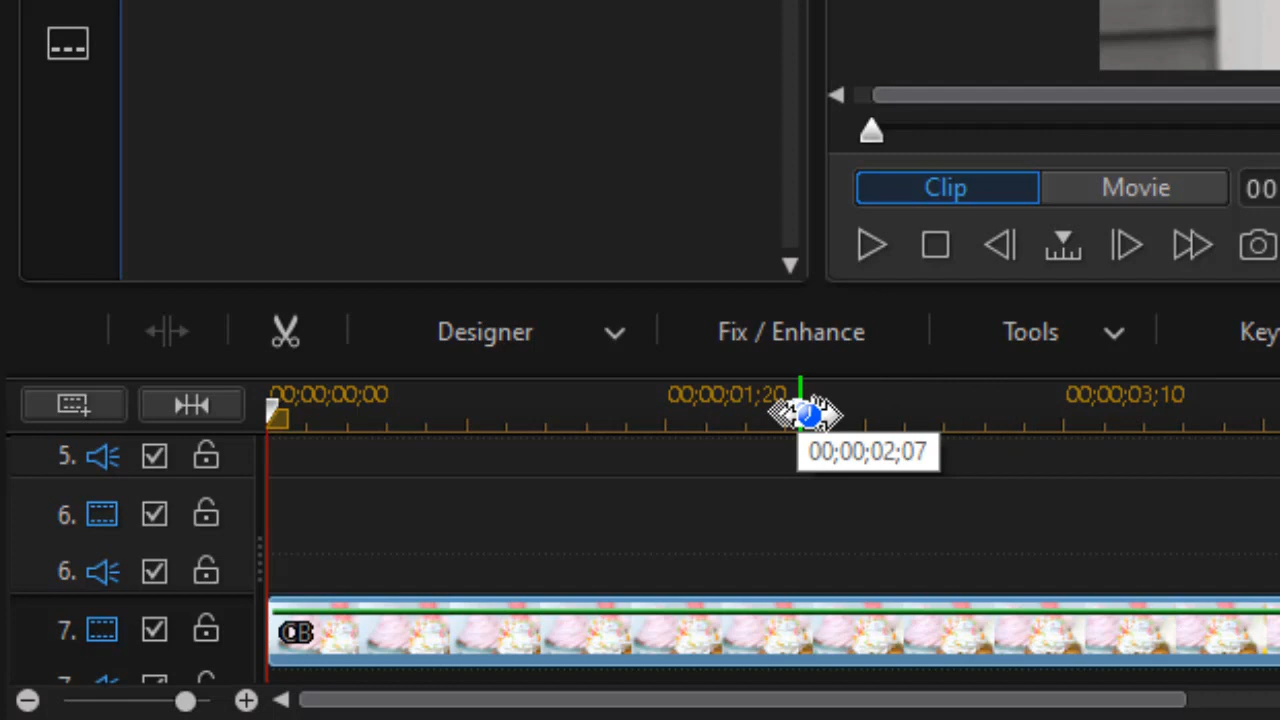 Clip Movie 00
Designer Fix / Enhance Tools Key
00;00;00;00 00;00;01;20 00;00;03;10
00;00;02;07
5.
6.
6.
7.